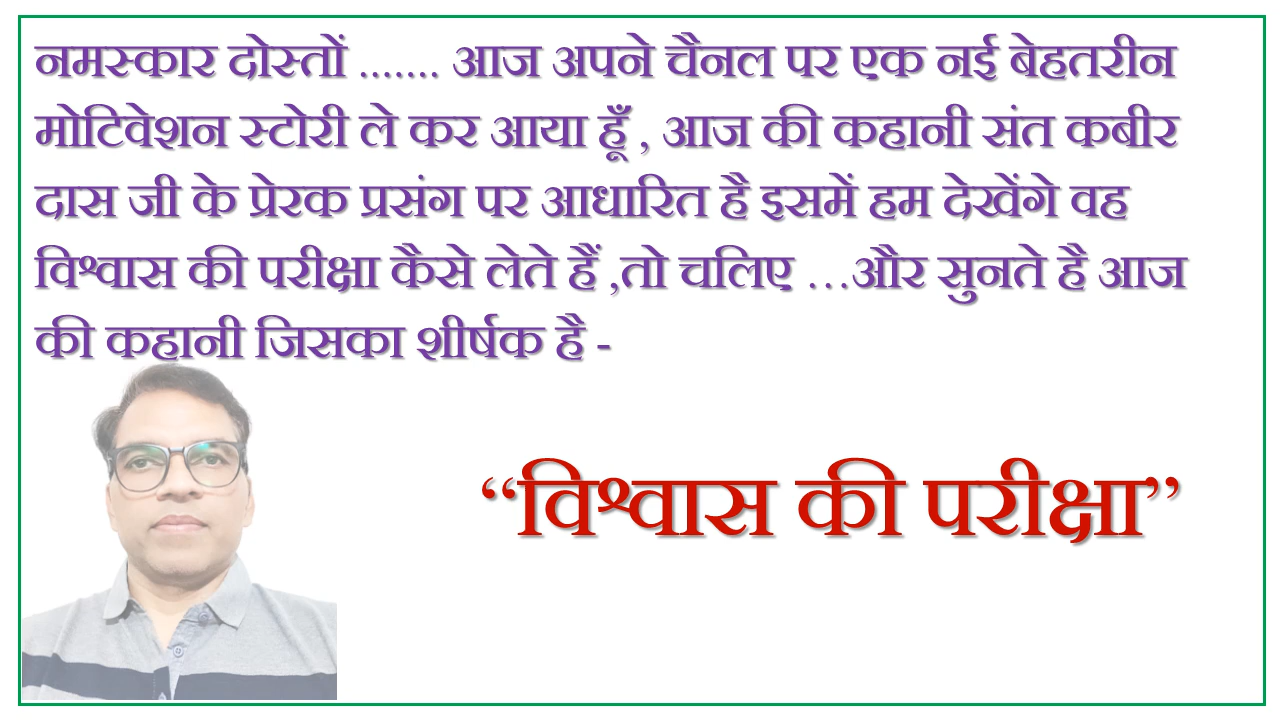 नमस्कार दोस्तों ....... आज अपने चैनल पर एक नई बेहतरीन
मोटिवेशन स्टोरी ले कर आया हूँ , आज की कहानी संत कबीर
दास जी के प्रेरक प्रसंग पर आधारित है इसमें हम देखेंगे वह
विश्वास की परीक्षा कैसे लेते हैं ,तो चलिए ...और सुनते है आज
की कहानी जिसका शीर्षक है -
“विश्वास की परीक्षा”